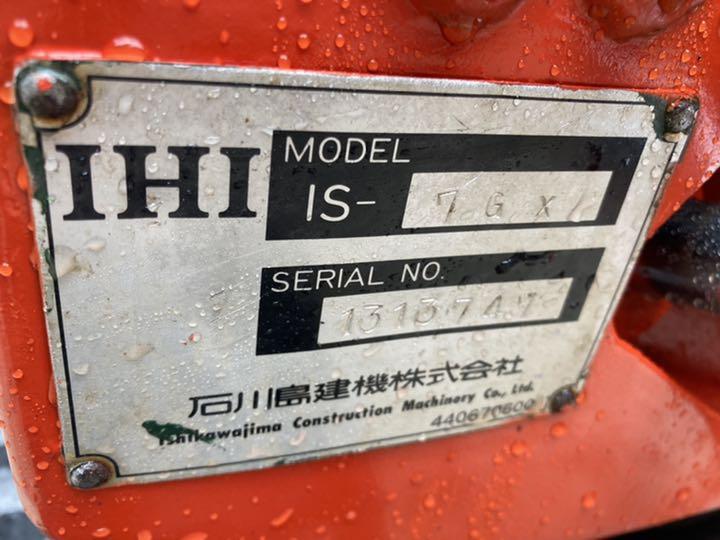 IHI
MODEL
IS- 7GX
SERIAL NO.
石川島建機株式会社
Ishikawajima Construction Machinery Co., Ltd.
440670600